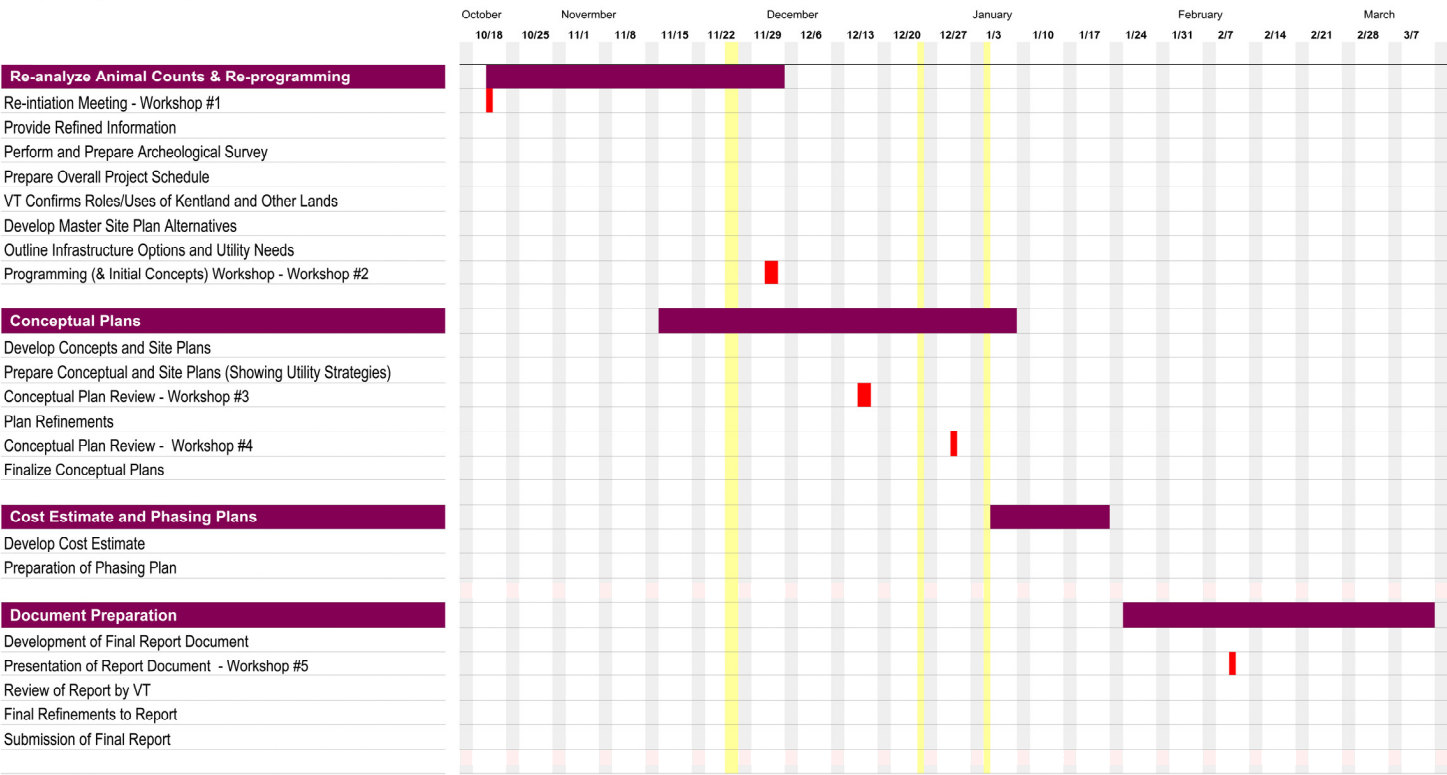 October Novermber December January February March
10/18 10/25 11/1 11/8 11/15 11/22 11/29 12/6 12/13 12/20 12/27 1/3 1/10 1/17 1/24 1/31 2/7 2/14 2/21 2/28 3/7
Re-analyze Animal Counts & Re-programming
Re-intiation Meeting - Workshop #1
Provide Refined Information
Perform and Prepare Archeological Survey
Prepare Overall Project Schedule
VT Confirms Roles/Uses of Kentland and Other Lands
Develop Master Site Plan Alternatives
Outline Infrastructure Options and Utility Needs
Programming (& Initial Concepts) Workshop - Workshop #2
Conceptual Plans
Develop Concepts and Site Plans
Prepare Conceptual and Site Plans (Showing Utility Strategies)
Conceptual Plan Review - Workshop #3
Plan Refinements
Conceptual Plan Review - Workshop #4
Finalize Conceptual Plans
Cost Estimate and Phasing Plans
Develop Cost Estimate
Preparation of Phasing Plan
Document Preparation
Development of Final Report Document
Presentation of Report Document - Workshop #5
Review of Report by VT
Final Refinements to Report
Submission of Final Report